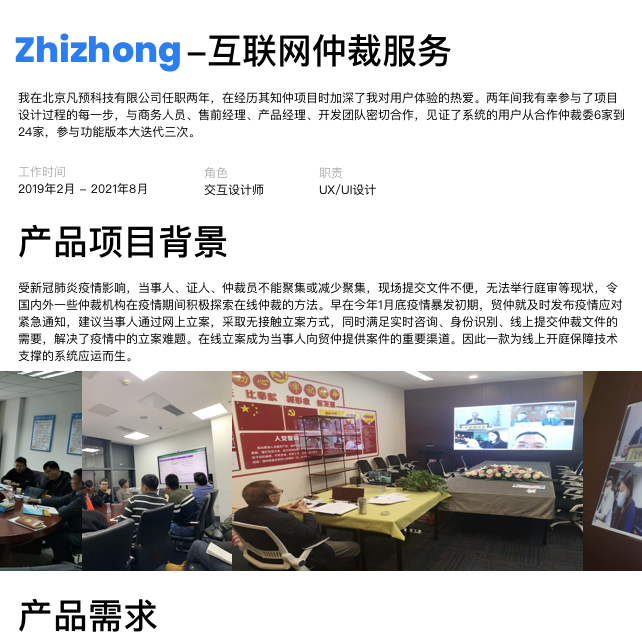 Zhizhong –互联网仲裁服务
我在北京凡预科技有限公司任职两年，在经历其知仲项目时加深了我对用户体验的热爱。两年间我有幸参与了项目
设计过程的每一步，与商务人员、售前经理、产品经理、开发团队密切合作，见证了系统的用户从合作仲裁委6家到
24家，参与功能版本大迭代三次。
工作时间 角色 职责
2019年2月 – 2021年8月 交互设计师 UX/UI设计
产品项目背景
受新冠肺炎疫情影响，当事人、证人、仲裁员不能聚集或减少聚集，现场提交文件不便，无法举行庭审等现状，令
国内外一些仲裁机构在疫情期间积极探索在线仲裁的方法。早在今年1月底疫情暴发初期，贸仲就及时发布疫情应对
紧急通知，建议当事人通过网上立案，采取无接触立案方式，同时满足实时咨询、身份识别、线上提交仲裁文件的
需要，解决了疫情中的立案难题。在线立案成为当事人向贸仲提供案件的重要渠道。因此一款为线上开庭保障技术
支撑的系统应运而生。
比奉献 树形象 促发展
入党誓词
产品需求